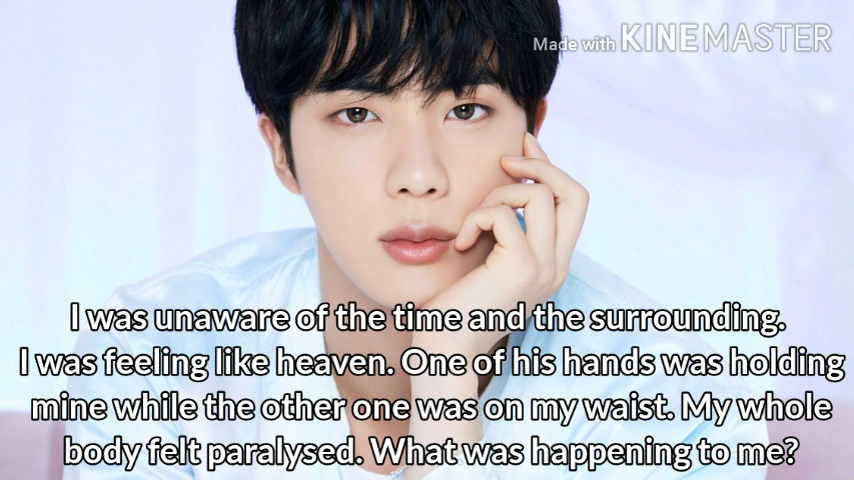 Made with KINEMASTER
I was unaware of the time and the surrounding.
I was feeling like heaven. One of his hands was holding
mine while the other one was on my waist. My whole
body felt paralysed. What was happening to me?